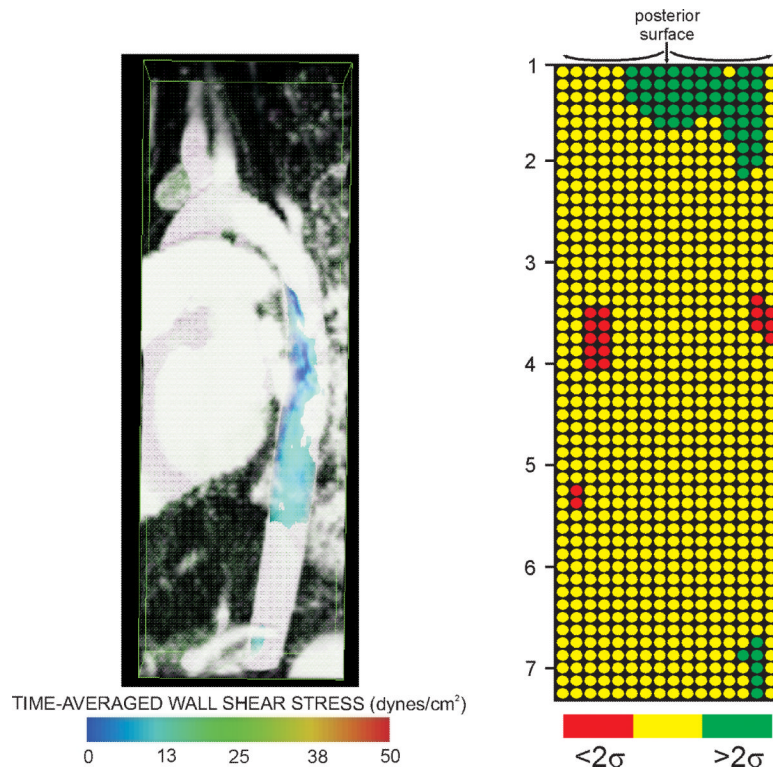 posterior
surface
1
2
3
4
5
6
7
TIME-AVERAGED WALL SHEAR STRESS (dynes/cm²)
0 13 25 38 50
<2σ >2σ